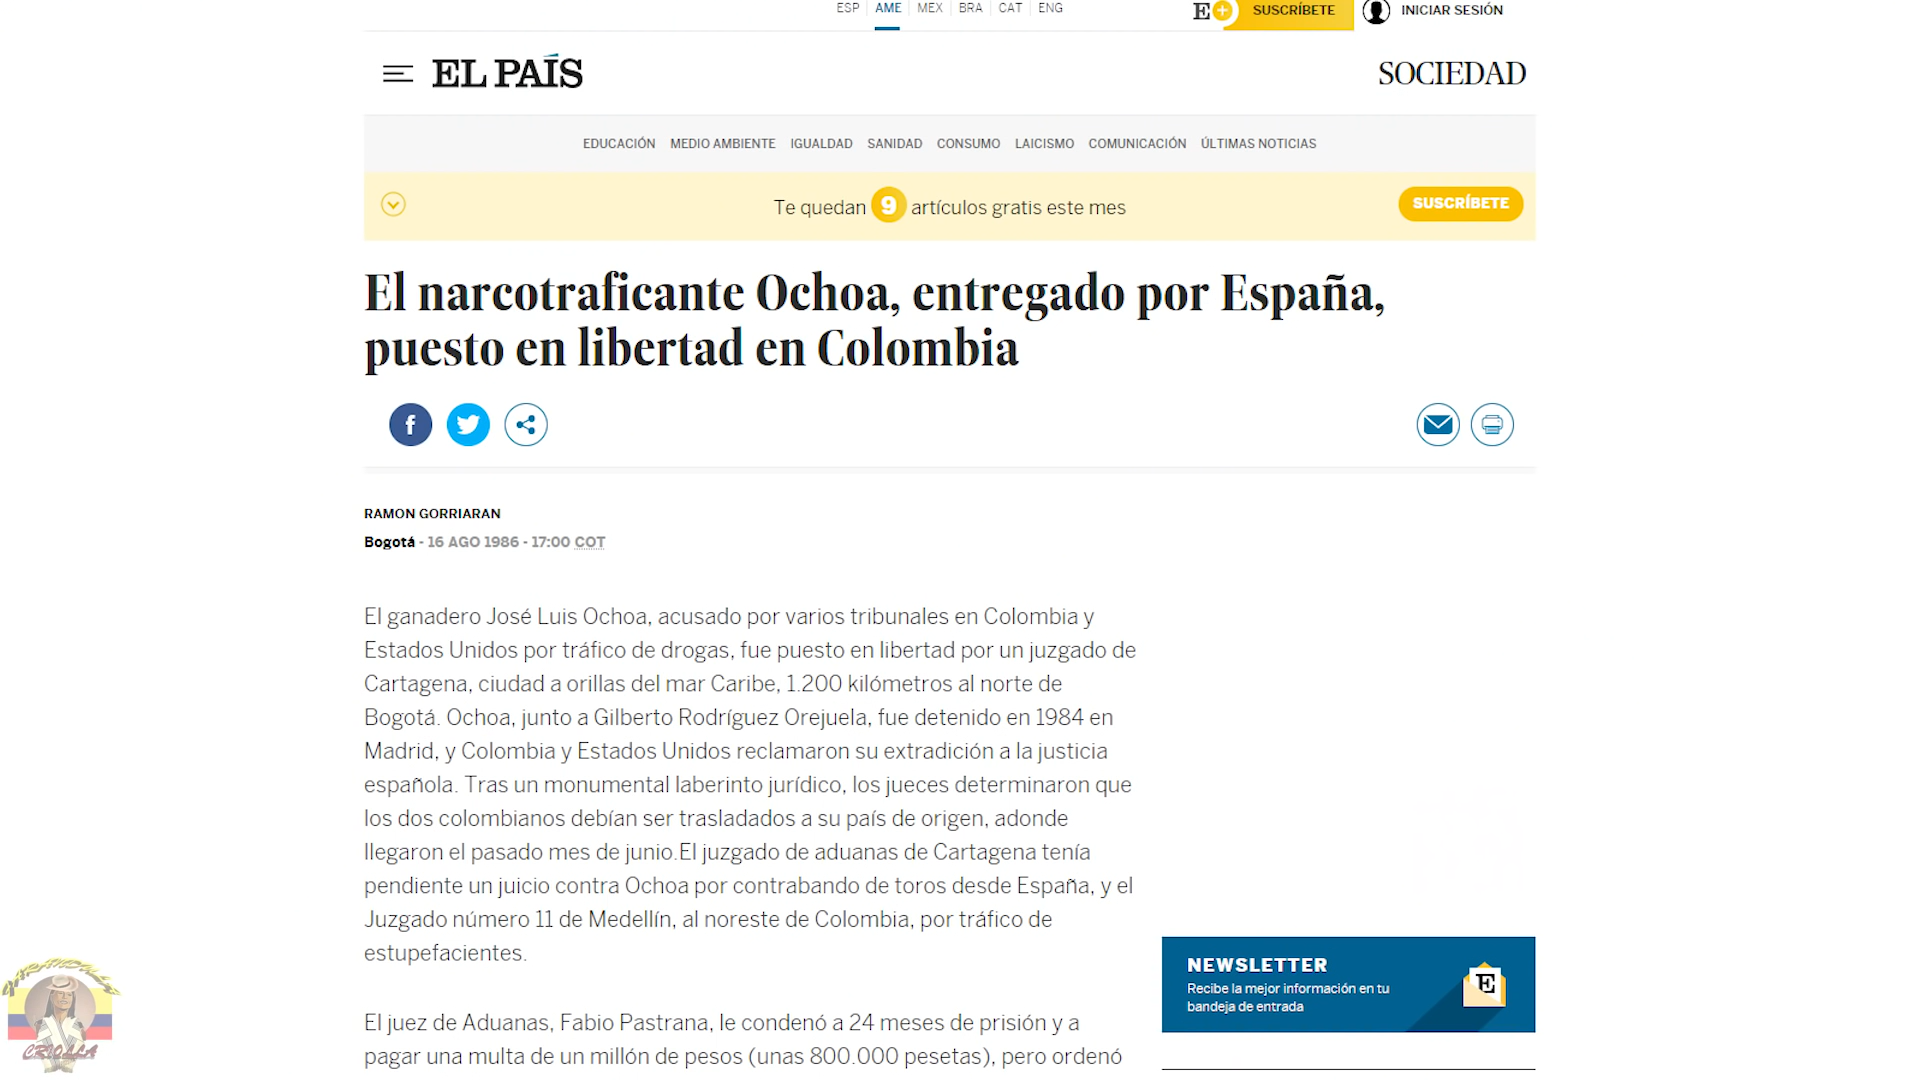 ESP AME MEX BRA CAT ENG
E+ SUSCRÍBETE INICIAR SESIÓN
EL PAÍS
SOCIEDAD
EDUCACIÓN MEDIO AMBIENTE IGUALDAD SANIDAD CONSUMO LAICISMO COMUNICACIÓN ÚLTIMAS NOTICIAS
Te quedan 9 artículos gratis este mes
SUSCRÍBETE
El narcotraficante Ochoa, entregado por España,
puesto en libertad en Colombia
RAMON GORRIARAN
Bogotá - 16 AGO 1986 - 17:00 COT
El ganadero José Luis Ochoa, acusado por varios tribunales en Colombia y
Estados Unidos por tráfico de drogas, fue puesto en libertad por un juzgado de
Cartagena, ciudad a orillas del mar Caribe, 1.200 kilómetros al norte de
Bogotá. Ochoa, junto a Gilberto Rodríguez Orejuela, fue detenido en 1984 en
Madrid, y Colombia y Estados Unidos reclamaron su extradición a la justicia
española. Tras un monumental laberinto jurídico, los jueces determinaron que
los dos colombianos debían ser trasladados a su país de origen, adonde
llegaron el pasado mes de junio.El juzgado de aduanas de Cartagena tenía
pendiente un juicio contra Ochoa por contrabando de toros desde España, y el
Juzgado número 11 de Medellín, al noreste de Colombia, por tráfico de
estupefacientes.
El juez de Aduanas, Fabio Pastrana, le condenó a 24 meses de prisión y a
pagar una multa de un millón de pesos (unas 800.000 pesetas), pero ordenó
NEWSLETTER
Recibe la mejor información en tu
bandeja de entrada
E
CRIOLLA